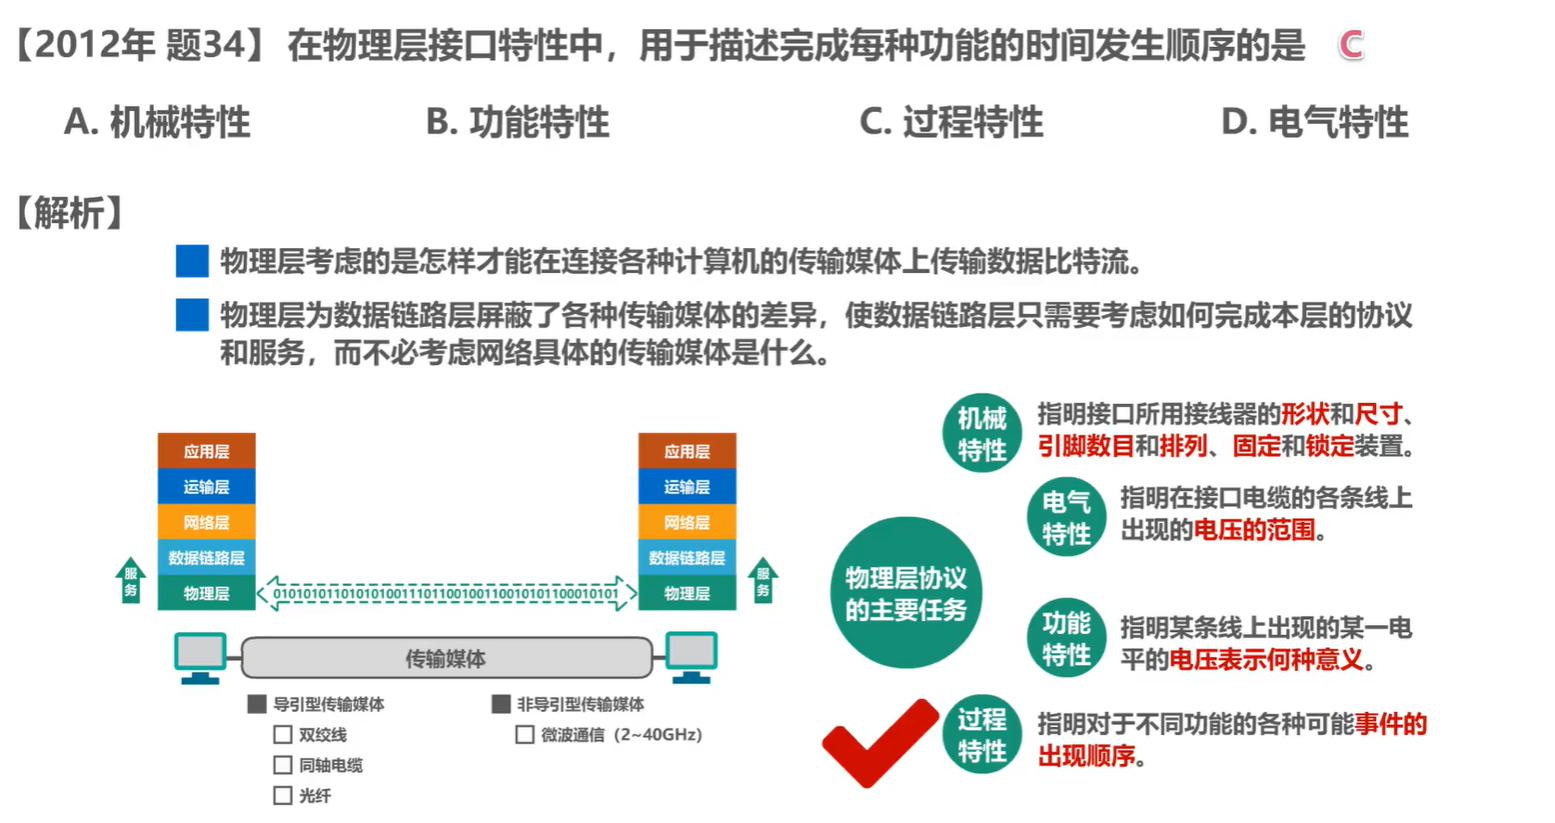 【2012年 题34】 在物理层接口特性中，用于描述完成每种功能的时间发生顺序的是 C
A. 机械特性 B. 功能特性 C. 过程特性 D. 电气特性
【解析】
物理层考虑的是怎样才能在连接各种计算机的传输媒体上传输数据比特流。
物理层为数据链路层屏蔽了各种传输媒体的差异，使数据链路层只需要考虑如何完成本层的协议
和服务，而不必考虑网络具体的传输媒体是什么。
应用层
运输层
网络层
数据链路层
物理层
服务
0101010110101010011101100100110010101100010101
应用层
运输层
网络层
数据链路层
物理层
服务
传输媒体
导引型传输媒体
双绞线
同轴电缆
光纤
非导引型传输媒体
微波通信（2~40GHz）
物理层协议
的主要任务
机械
特性
指明接口所用接线器的形状和尺寸、
引脚数目和排列、固定和锁定装置。
电气
特性
指明在接口电缆的各条线上
出现的电压的范围。
功能
特性
指明某条线上出现的某一电
平的电压表示何种意义。
过程
特性
指明对于不同功能的各种可能事件的
出现顺序。